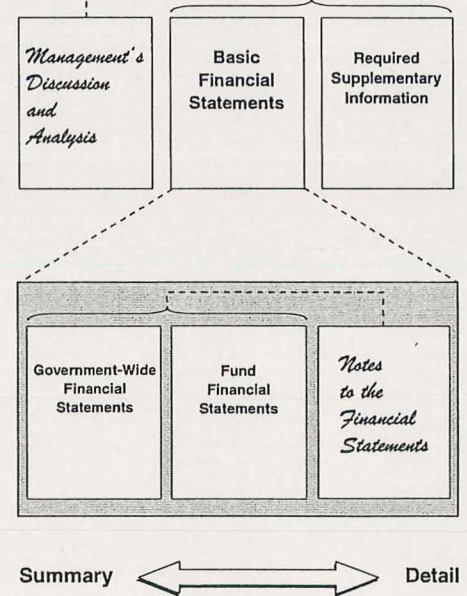 Management's
Discussion
and
Analysis
Basic
Financial
Statements
Required
Supplementary
Information
Government-Wide
Financial
Statements
Fund
Financial
Statements
Notes
to the
Financial
Statements
Summary
Detail